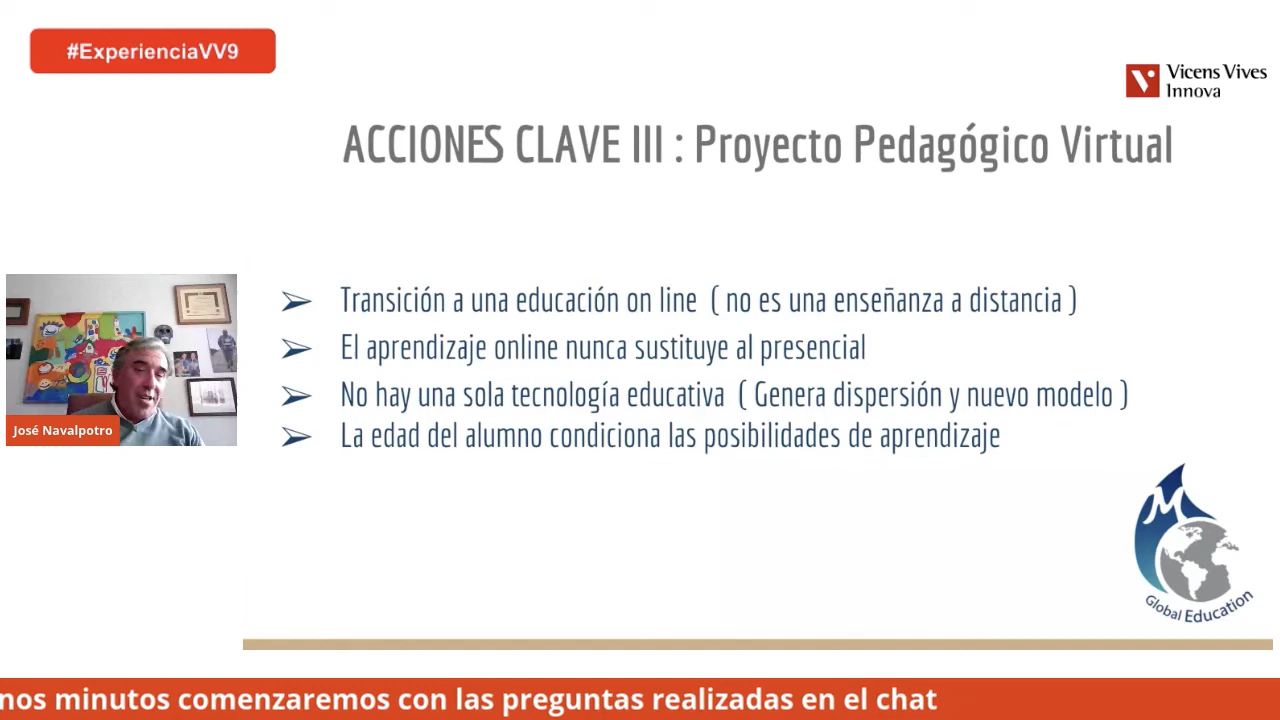 #ExperienciaVV9
Vicens Vives
Innova
ACCIONES CLAVE III : Proyecto Pedagógico Virtual
➢ Transición a una educación on line ( no es una enseñanza a distancia )
➢ El aprendizaje online nunca sustituye al presencial
➢ No hay una sola tecnología educativa ( Genera dispersión y nuevo modelo )
➢ La edad del alumno condiciona las posibilidades de aprendizaje
José Navalpotro
M
Global Education
nos minutos comenzaremos con las preguntas realizadas en el chat